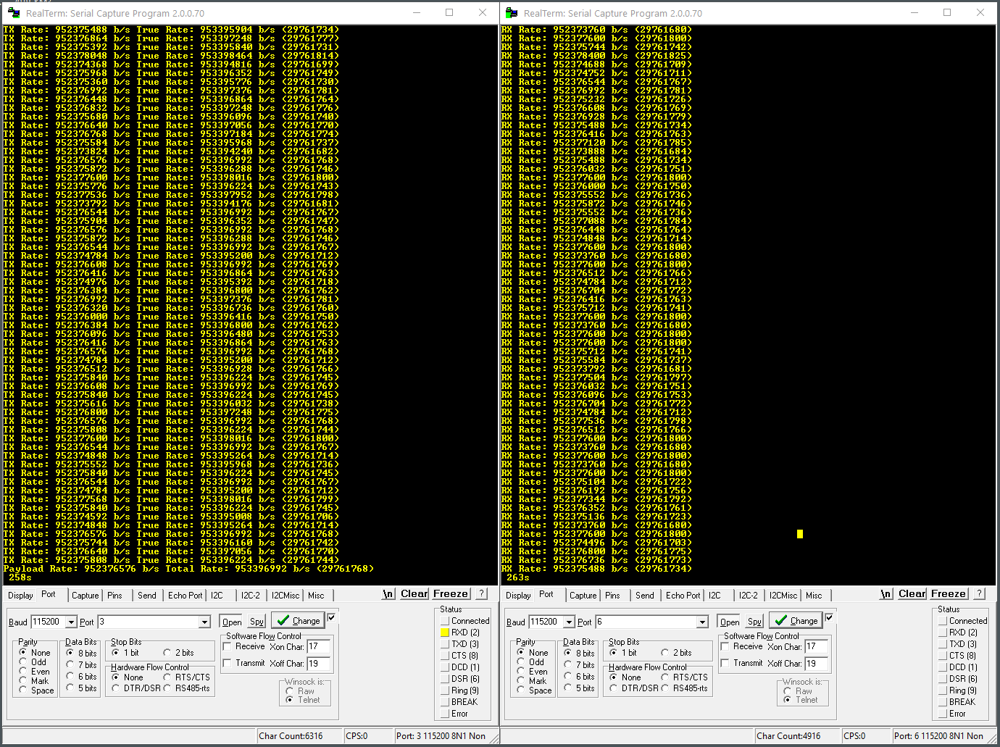 RealTerm: Serial Capture Program 2.0.0.70
TX Rate: 952375488 b/s True Rate: 953395904 b/s (29761734)
TX Rate: 952376864 b/s True Rate: 953397248 b/s (29761777)
TX Rate: 952375392 b/s True Rate: 953395840 b/s (29761731)
TX Rate: 952378048 b/s True Rate: 953398464 b/s (29761814)
TX Rate: 952374368 b/s True Rate: 953394816 b/s (29761699)
TX Rate: 952375968 b/s True Rate: 953396352 b/s (29761749)
TX Rate: 952375360 b/s True Rate: 953395776 b/s (29761730)
TX Rate: 952376992 b/s True Rate: 953397376 b/s (29761781)
TX Rate: 952376448 b/s True Rate: 953396864 b/s (29761764)
TX Rate: 952376832 b/s True Rate: 953397248 b/s (29761776)
TX Rate: 952375680 b/s True Rate: 953396096 b/s (29761740)
TX Rate: 952376640 b/s True Rate: 953397056 b/s (29761770)
TX Rate: 952376768 b/s True Rate: 953397184 b/s (29761774)
TX Rate: 952375584 b/s True Rate: 953395968 b/s (29761737)
TX Rate: 952373824 b/s True Rate: 953394240 b/s (29761682)
TX Rate: 952376576 b/s True Rate: 953396992 b/s (29761768)
TX Rate: 952375872 b/s True Rate: 953396288 b/s (29761746)
TX Rate: 952377600 b/s True Rate: 953398016 b/s (29761800)
TX Rate: 952375776 b/s True Rate: 953396224 b/s (29761743)
TX Rate: 952377536 b/s True Rate: 953397952 b/s (29761798)
TX Rate: 952373792 b/s True Rate: 953394176 b/s (29761681)
TX Rate: 952376544 b/s True Rate: 953396992 b/s (29761767)
TX Rate: 952375904 b/s True Rate: 953396352 b/s (29761747)
TX Rate: 952376576 b/s True Rate: 953396992 b/s (29761768)
TX Rate: 952375872 b/s True Rate: 953396288 b/s (29761746)
TX Rate: 952376544 b/s True Rate: 953396992 b/s (29761767)
TX Rate: 952374784 b/s True Rate: 953395200 b/s (29761712)
TX Rate: 952376608 b/s True Rate: 953396992 b/s (29761769)
TX Rate: 952376416 b/s True Rate: 953396864 b/s (29761763)
TX Rate: 952374976 b/s True Rate: 953395392 b/s (29761718)
TX Rate: 952376384 b/s True Rate: 953396800 b/s (29761762)
TX Rate: 952376992 b/s True Rate: 953397376 b/s (29761781)
TX Rate: 952376320 b/s True Rate: 953396736 b/s (29761760)
TX Rate: 952376000 b/s True Rate: 953396416 b/s (29761750)
TX Rate: 952376384 b/s True Rate: 953396800 b/s (29761762)
TX Rate: 952376096 b/s True Rate: 953396480 b/s (29761753)
TX Rate: 952376416 b/s True Rate: 953396864 b/s (29761763)
TX Rate: 952376576 b/s True Rate: 953396992 b/s (29761768)
TX Rate: 952374784 b/s True Rate: 953395200 b/s (29761712)
TX Rate: 952376512 b/s True Rate: 953396928 b/s (29761766)
TX Rate: 952375840 b/s True Rate: 953396224 b/s (29761745)
TX Rate: 952376608 b/s True Rate: 953396992 b/s (29761769)
TX Rate: 952375840 b/s True Rate: 953396224 b/s (29761745)
TX Rate: 952375616 b/s True Rate: 953396032 b/s (29761738)
TX Rate: 952376800 b/s True Rate: 953397248 b/s (29761775)
TX Rate: 952376576 b/s True Rate: 953396992 b/s (29761768)
TX Rate: 952375808 b/s True Rate: 953396224 b/s (29761744)
TX Rate: 952377600 b/s True Rate: 953398016 b/s (29761800)
TX Rate: 952376544 b/s True Rate: 953396992 b/s (29761767)
TX Rate: 952374848 b/s True Rate: 953395264 b/s (29761714)
TX Rate: 952375552 b/s True Rate: 953395968 b/s (29761736)
TX Rate: 952375840 b/s True Rate: 953396224 b/s (29761745)
TX Rate: 952376544 b/s True Rate: 953396992 b/s (29761767)
TX Rate: 952374784 b/s True Rate: 953395200 b/s (29761712)
TX Rate: 952377568 b/s True Rate: 953398016 b/s (29761799)
TX Rate: 952375840 b/s True Rate: 953396224 b/s (29761745)
TX Rate: 952374592 b/s True Rate: 953395008 b/s (29761706)
TX Rate: 952374848 b/s True Rate: 953395264 b/s (29761714)
TX Rate: 952376576 b/s True Rate: 953396992 b/s (29761768)
TX Rate: 952375744 b/s True Rate: 953396160 b/s (29761742)
TX Rate: 952376640 b/s True Rate: 953397056 b/s (29761770)
TX Rate: 952375808 b/s True Rate: 953396224 b/s (29761744)
Payload Rate: 952376576 b/s Total Rate: 953396992 b/s (29761768)
258s
Display Port Capture Pins Send Echo Port I2C I2C-2 I2CMisc Misc \n Clear Freeze ?
Baud 115200 Port 3 Open Spy Change
Parity
None
Odd
Even
Mark
Space
Data Bits
8 bits
7 bits
6 bits
5 bits
Stop Bits
1 bit 2 bits
Hardware Flow Control
None RTS/CTS
DTR/DSR RS485-rts
Software Flow Control
Receive Xon Char: 17
Transmit Xoff Char: 19
Winsock is:
Raw
Telnet
Status
Connected
RXD (2)
TXD (3)
CTS (8)
DCD (1)
DSR (6)
Ring (9)
BREAK
Error
Char Count:6316 CPS:0 Port: 3 115200 8N1 Non
RealTerm: Serial Capture Program 2.0.0.70
RX Rate: 952373760 b/s (29761680)
RX Rate: 952377600 b/s (29761800)
RX Rate: 952375744 b/s (29761742)
RX Rate: 952378400 b/s (29761825)
RX Rate: 952374688 b/s (29761709)
RX Rate: 952374752 b/s (29761711)
RX Rate: 952376544 b/s (29761767)
RX Rate: 952376992 b/s (29761781)
RX Rate: 952375232 b/s (29761726)
RX Rate: 952376608 b/s (29761769)
RX Rate: 952376928 b/s (29761779)
RX Rate: 952375488 b/s (29761734)
RX Rate: 952376416 b/s (29761763)
RX Rate: 952377120 b/s (29761785)
RX Rate: 952373888 b/s (29761684)
RX Rate: 952375488 b/s (29761734)
RX Rate: 952376032 b/s (29761751)
RX Rate: 952377600 b/s (29761800)
RX Rate: 952376000 b/s (29761750)
RX Rate: 952375552 b/s (29761736)
RX Rate: 952375872 b/s (29761746)
RX Rate: 952375552 b/s (29761736)
RX Rate: 952377088 b/s (29761784)
RX Rate: 952376448 b/s (29761764)
RX Rate: 952374848 b/s (29761714)
RX Rate: 952377600 b/s (29761800)
RX Rate: 952373760 b/s (29761680)
RX Rate: 952377600 b/s (29761800)
RX Rate: 952376512 b/s (29761766)
RX Rate: 952374784 b/s (29761712)
RX Rate: 952376704 b/s (29761772)
RX Rate: 952376416 b/s (29761763)
RX Rate: 952375712 b/s (29761741)
RX Rate: 952377600 b/s (29761800)
RX Rate: 952373760 b/s (29761680)
RX Rate: 952377600 b/s (29761800)
RX Rate: 952377600 b/s (29761800)
RX Rate: 952375712 b/s (29761741)
RX Rate: 952375584 b/s (29761737)
RX Rate: 952373792 b/s (29761681)
RX Rate: 952377504 b/s (29761797)
RX Rate: 952376032 b/s (29761751)
RX Rate: 952376096 b/s (29761753)
RX Rate: 952376704 b/s (29761772)
RX Rate: 952374784 b/s (29761712)
RX Rate: 952377536 b/s (29761798)
RX Rate: 952376512 b/s (29761766)
RX Rate: 952377600 b/s (29761800)
RX Rate: 952373760 b/s (29761680)
RX Rate: 952377600 b/s (29761800)
RX Rate: 952373760 b/s (29761680)
RX Rate: 952377600 b/s (29761800)
RX Rate: 952375104 b/s (29761722)
RX Rate: 952376192 b/s (29761756)
RX Rate: 952377344 b/s (29761792)
RX Rate: 952376352 b/s (29761761)
RX Rate: 952375136 b/s (29761723)
RX Rate: 952373760 b/s (29761680)
RX Rate: 952377600 b/s (29761800)
RX Rate: 952374496 b/s (29761703)
RX Rate: 952376800 b/s (29761775)
RX Rate: 952376736 b/s (29761773)
RX Rate: 952375488 b/s (29761734)
263s
Display Port Capture Pins Send Echo Port I2C I2C-2 I2CMisc Misc \n Clear Freeze ?
Baud 115200 Port 6 Open Spy Change
Parity
None
Odd
Even
Mark
Space
Data Bits
8 bits
7 bits
6 bits
5 bits
Stop Bits
1 bit 2 bits
Hardware Flow Control
None RTS/CTS
DTR/DSR RS485-rts
Software Flow Control
Receive Xon Char: 17
Transmit Xoff Char: 19
Winsock is:
Raw
Telnet
Status
Connected
RXD (2)
TXD (3)
CTS (8)
DCD (1)
DSR (6)
Ring (9)
BREAK
Error
Char Count:4916 CPS:0 Port: 6 115200 8N1 Non